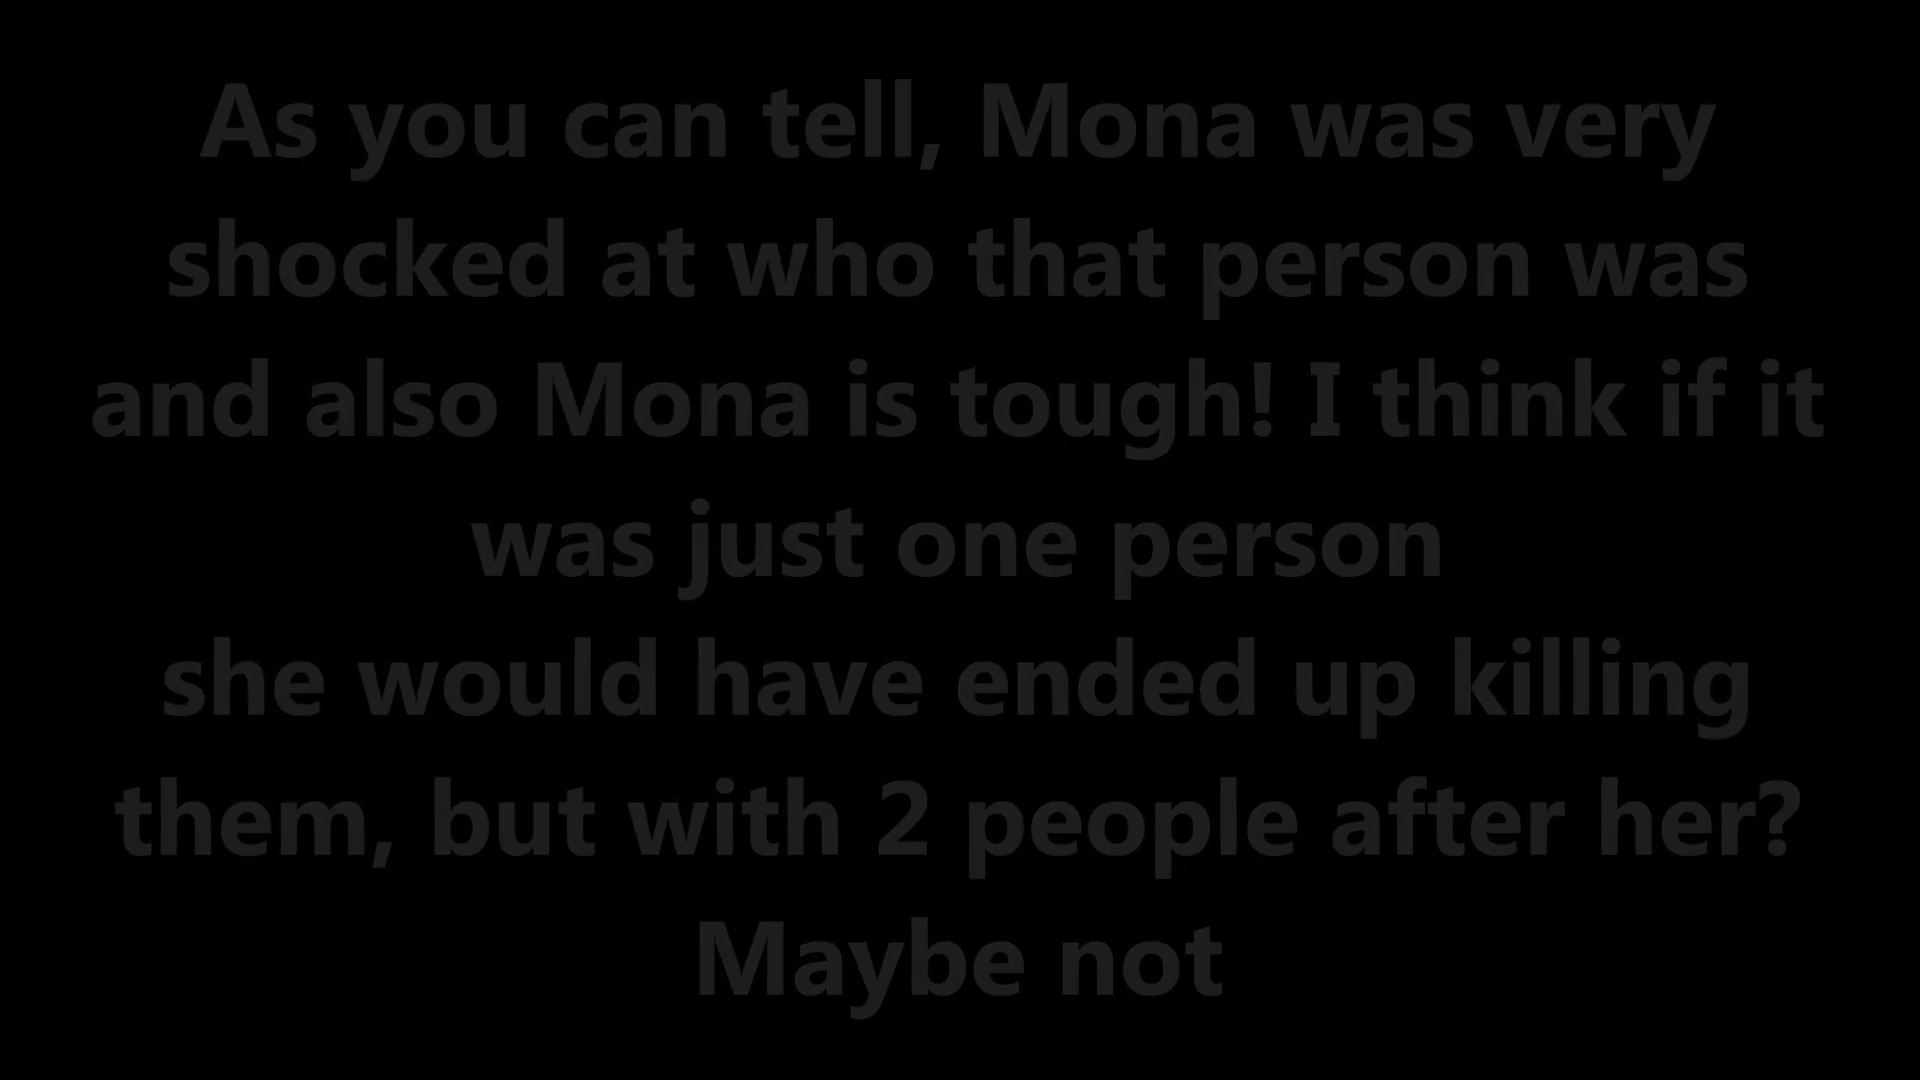 As you can tell, Mona was very
shocked at who that person was
and also Mona is tough! I think if it
was just one person
she would have ended up killing
them, but with 2 people after her?
Maybe not